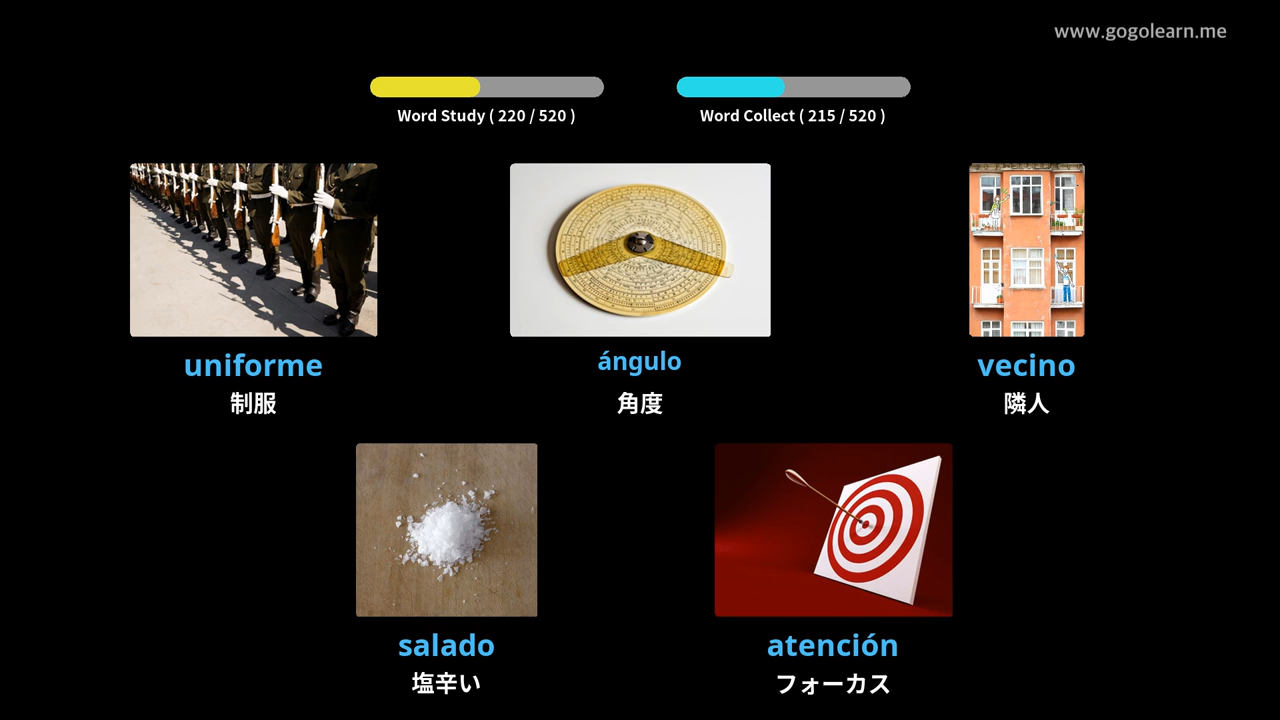 www.gogolearn.me
Word Study ( 220 / 520 )
Word Collect ( 215 / 520 )
uniforme
制服
ángulo
角度
vecino
隣人
salado
塩辛い
atención
フォーカス